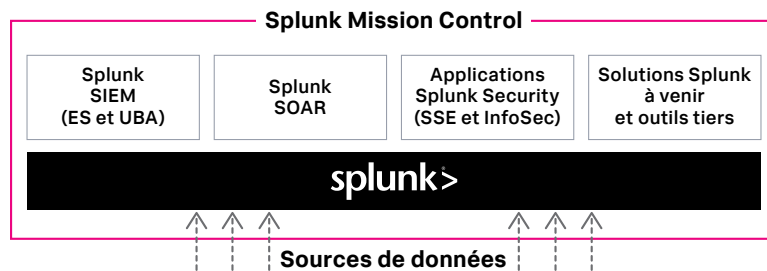 Splunk Mission Control
Splunk
SIEM
(ES et UBA)
Splunk
SOAR
Applications
Splunk Security
(SSE et InfoSec)
Solutions Splunk
à venir
et outils tiers
splunk>
Sources de données